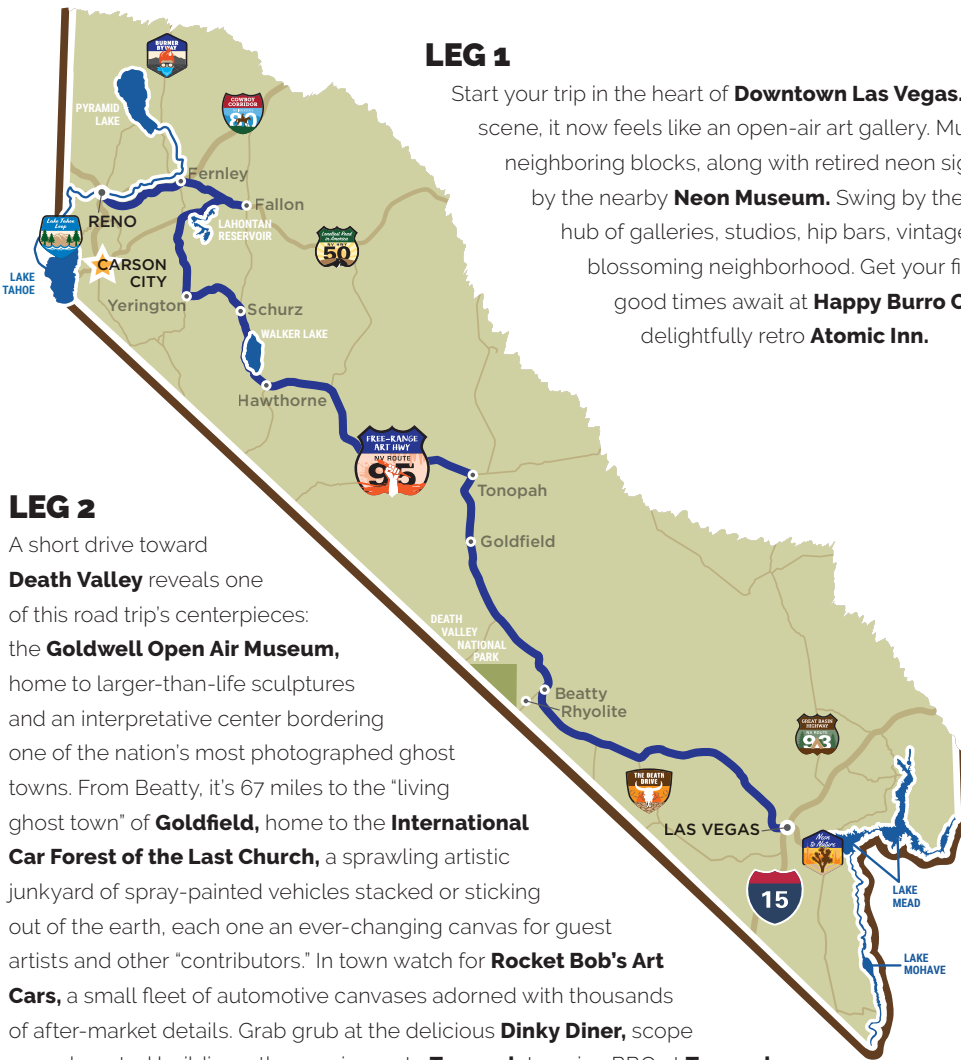 LEG 1
Start your trip in the heart of Downtown Las Vegas.
scene, it now feels like an open-air art gallery. Mu
neighboring blocks, along with retired neon sig
by the nearby Neon Museum. Swing by the
hub of galleries, studios, hip bars, vintage
blossoming neighborhood. Get your fi
good times await at Happy Burro C
delightfully retro Atomic Inn.
BURNER
BYWAY
PYRAMID
LAKE
COWBOY
CORRIDOR
80
Fernley
Fallon
RENO
LAHONTAN
RESERVOIR
Lake Tahoe
Loop
Loneliest Road
in America
50
LAKE
TAHOE
CARSON
CITY
Yerington
Schurz
WALKER LAKE
Hawthorne
FREE-RANGE
ART HWY
NV ROUTE
95
Tonopah
Goldfield
DEATH
VALLEY
NATIONAL
PARK
Beatty
Rhyolite
GREAT BASIN
HIGHWAY
NV ROUTE
93
THE DEATH
DRIVE
LAS VEGAS
Neon
to Nature
15
LAKE
MEAD
LAKE
MOHAVE
LEG 2
A short drive toward
Death Valley reveals one
of this road trip's centerpieces:
the Goldwell Open Air Museum,
home to larger-than-life sculptures
and an interpretative center bordering
one of the nation's most photographed ghost
towns. From Beatty, it's 67 miles to the “living
ghost town” of Goldfield, home to the International
Car Forest of the Last Church, a sprawling artistic
junkyard of spray-painted vehicles stacked or sticking
out of the earth, each one an ever-changing canvas for guest
artists and other “contributors.” In town watch for Rocket Bob's Art
Cars, a small fleet of automotive canvases adorned with thousands
of after-market details. Grab grub at the delicious Dinky Diner, scope